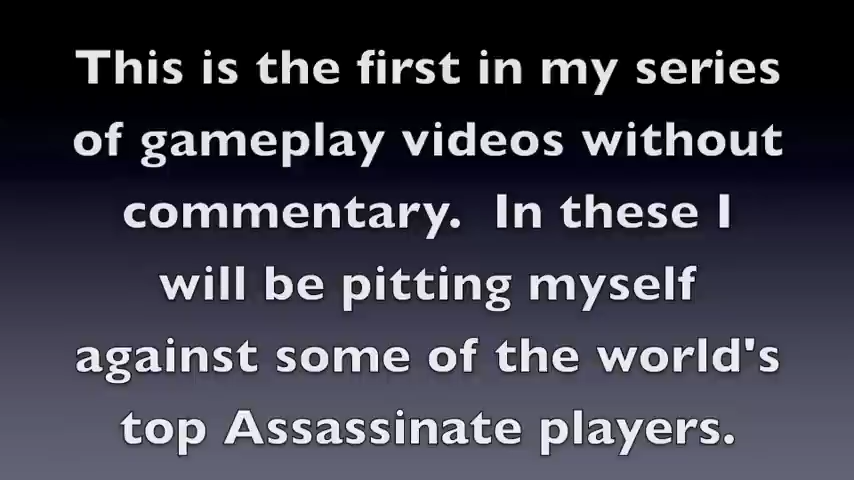 This is the first in my series
of gameplay videos without
commentary.  In these I
will be pitting myself
against some of the world's
top Assassinate players.